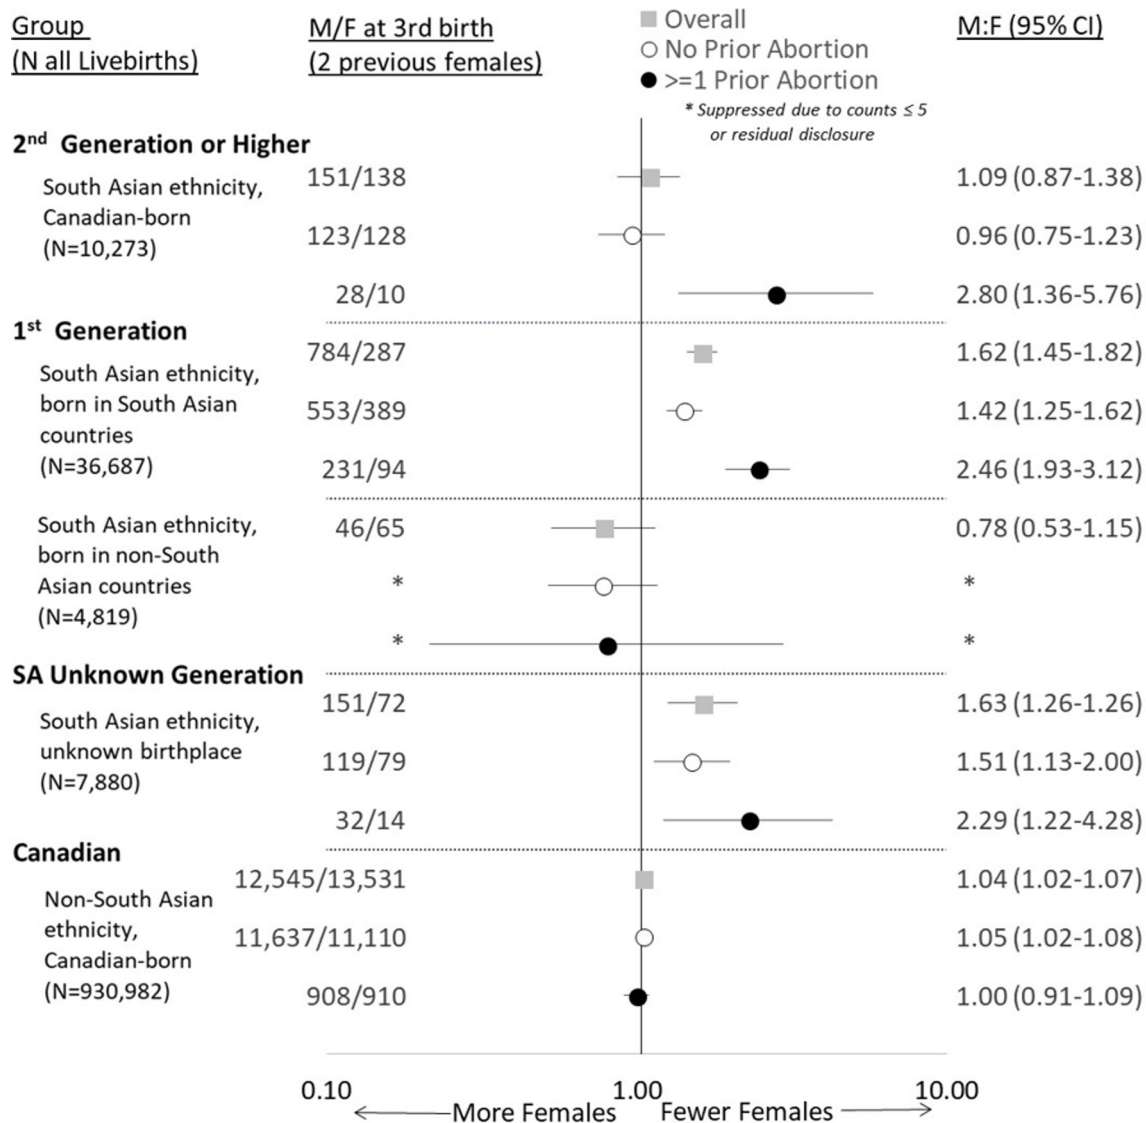 Group
(N all Livebirths)
M/F at 3rd birth
(2 previous females)
Overall
No Prior Abortion
>=1 Prior Abortion
* Suppressed due to counts ≤ 5
or residual disclosure
M:F (95% CI)
2nd Generation or Higher
South Asian ethnicity,
Canadian-born
(N=10,273)
151/138
1.09 (0.87-1.38)
123/128
0.96 (0.75-1.23)
28/10
2.80 (1.36-5.76)
1st Generation
South Asian ethnicity,
born in South Asian
countries
(N=36,687)
784/287
1.62 (1.45-1.82)
553/389
1.42 (1.25-1.62)
231/94
2.46 (1.93-3.12)
South Asian ethnicity,
born in non-South
Asian countries
(N=4,819)
46/65
0.78 (0.53-1.15)
*
*
*
*
SA Unknown Generation
South Asian ethnicity,
unknown birthplace
(N=7,880)
151/72
1.63 (1.26-1.26)
119/79
1.51 (1.13-2.00)
32/14
2.29 (1.22-4.28)
Canadian
Non-South Asian
ethnicity,
Canadian-born
(N=930,982)
12,545/13,531
1.04 (1.02-1.07)
11,637/11,110
1.05 (1.02-1.08)
908/910
1.00 (0.91-1.09)
0.10
1.00
10.00
More Females
Fewer Females